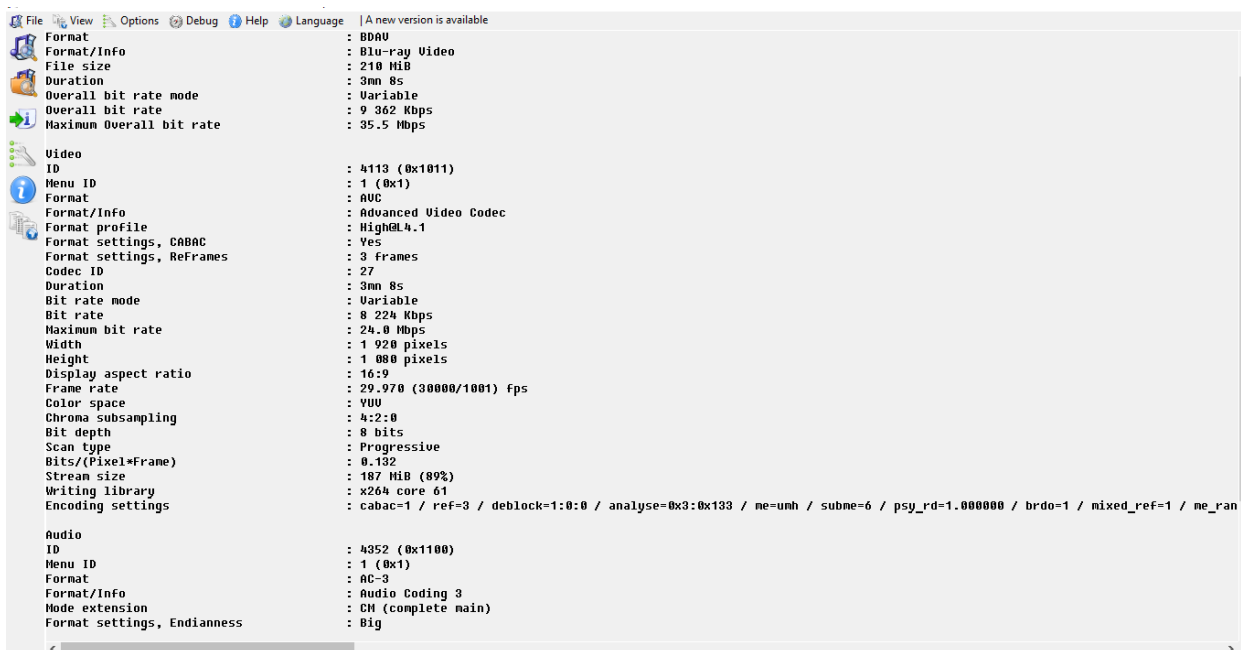 File View Options Debug Help Language | A new version is available
Format : BDAV
Format/Info : Blu-ray Video
File size : 210 MiB
Duration : 3mn 8s
Overall bit rate mode : Variable
Overall bit rate : 9 362 Kbps
Maximum Overall bit rate : 35.5 Mbps
Video
ID : 4113 (0x1011)
Menu ID : 1 (0x1)
Format : AVC
Format/Info : Advanced Video Codec
Format profile : High@L4.1
Format settings, CABAC : Yes
Format settings, ReFrames : 3 frames
Codec ID : 27
Duration : 3mn 8s
Bit rate mode : Variable
Bit rate : 8 224 Kbps
Maximum bit rate : 24.0 Mbps
Width : 1 920 pixels
Height : 1 080 pixels
Display aspect ratio : 16:9
Frame rate : 29.970 (30000/1001) fps
Color space : YUV
Chroma subsampling : 4:2:0
Bit depth : 8 bits
Scan type : Progressive
Bits/(Pixel*Frame) : 0.132
Stream size : 187 MiB (89%)
Writing library : x264 core 61
Encoding settings : cabac=1 / ref=3 / deblock=1:0:0 / analyse=0x3:0x133 / me=umh / subme=6 / psy_rd=1.000000 / brdo=1 / mixed_ref=1 / me_ran
Audio
ID : 4352 (0x1100)
Menu ID : 1 (0x1)
Format : AC-3
Format/Info : Audio Coding 3
Mode extension : CM (complete main)
Format settings, Endianness : Big